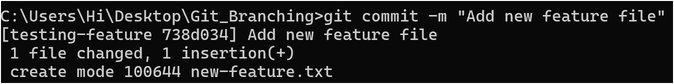 C:\Users\Hi\Desktop\Git_Branching>git commit -m "Add new feature file"
[testing-feature 738d034] Add new feature file
 1 file changed, 1 insertion(+)
 create mode 100644 new-feature.txt